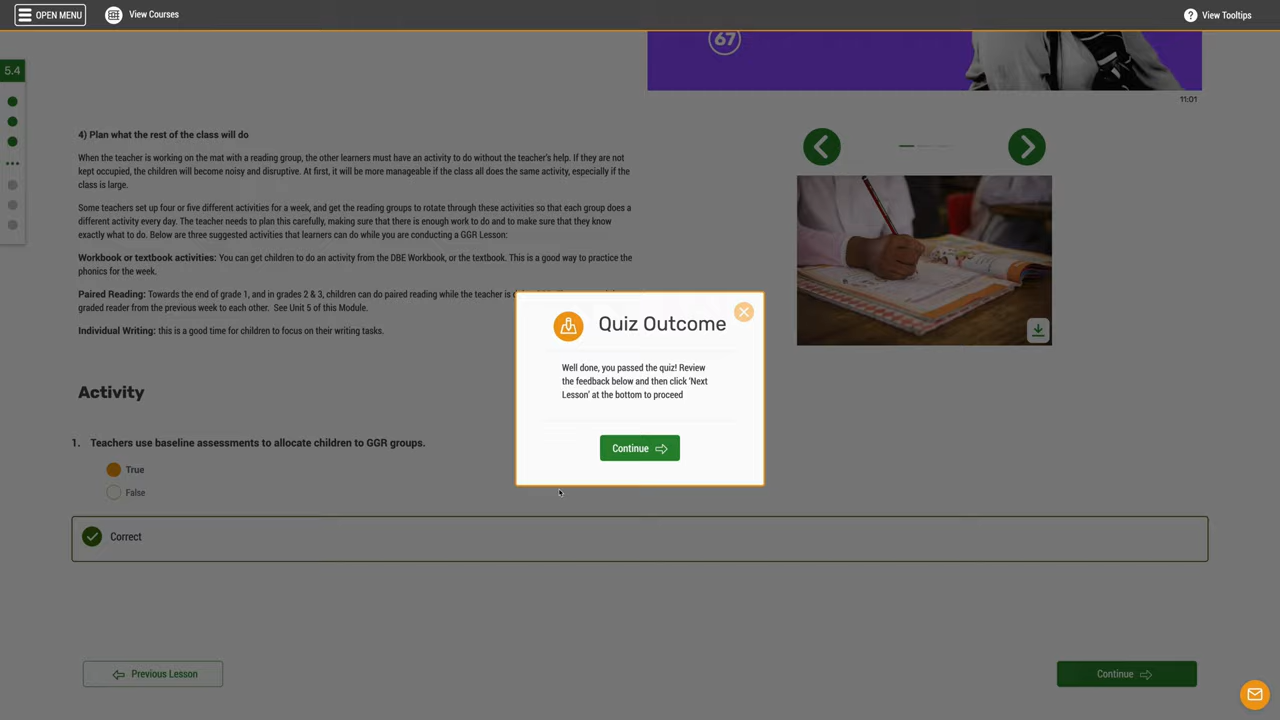 OPEN MENU
View Courses
View Tooltips
67
5.4
11:01
4) Plan what the rest of the class will do
When the teacher is working on the mat with a reading group, the other learners must have an activity to do without the teacher's help. If they are not
kept occupied, the children will become noisy and disruptive. At first, it will be more manageable if the class all does the same activity, especially if the
class is large.
Some teachers set up four or five different activities for a week, and get the reading groups to rotate through these activities so that each group does a
different activity every day. The teacher needs to plan this carefully, making sure that there is enough work to do and to make sure that they know
exactly what to do. Below are three suggested activities that learners can do while you are conducting a GGR Lesson:
Workbook or textbook activities: You can get children to do an activity from the DBE Workbook, or the textbook. This is a good way to practice the
phonics for the week.
Paired Reading: Towards the end of grade 1, and in grades 2 & 3, children can do paired reading while the teacher is
graded reader from the previous week to each other. See Unit 5 of this Module.
Individual Writing: this is a good time for children to focus on their writing tasks.
Quiz Outcome
Well done, you passed the quiz! Review
the feedback below and then click 'Next
Lesson' at the bottom to proceed
Continue
Activity
1. Teachers use baseline assessments to allocate children to GGR groups.
True
False
Correct
Previous Lesson
Continue